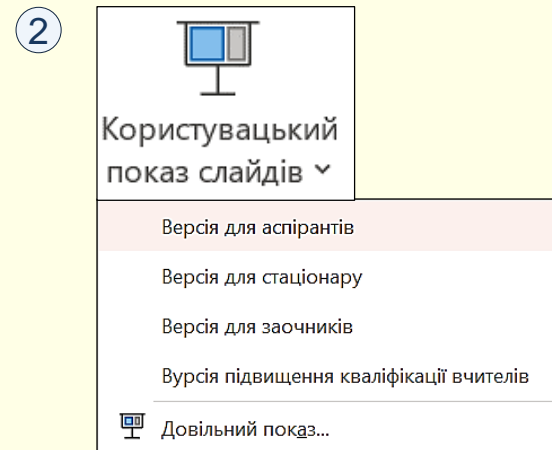 2
Користувацький
показ слайдів
Версія для аспірантів
Версія для стаціонару
Версія для заочників
Вурсія підвищення кваліфікації вчителів
Довільний показ...